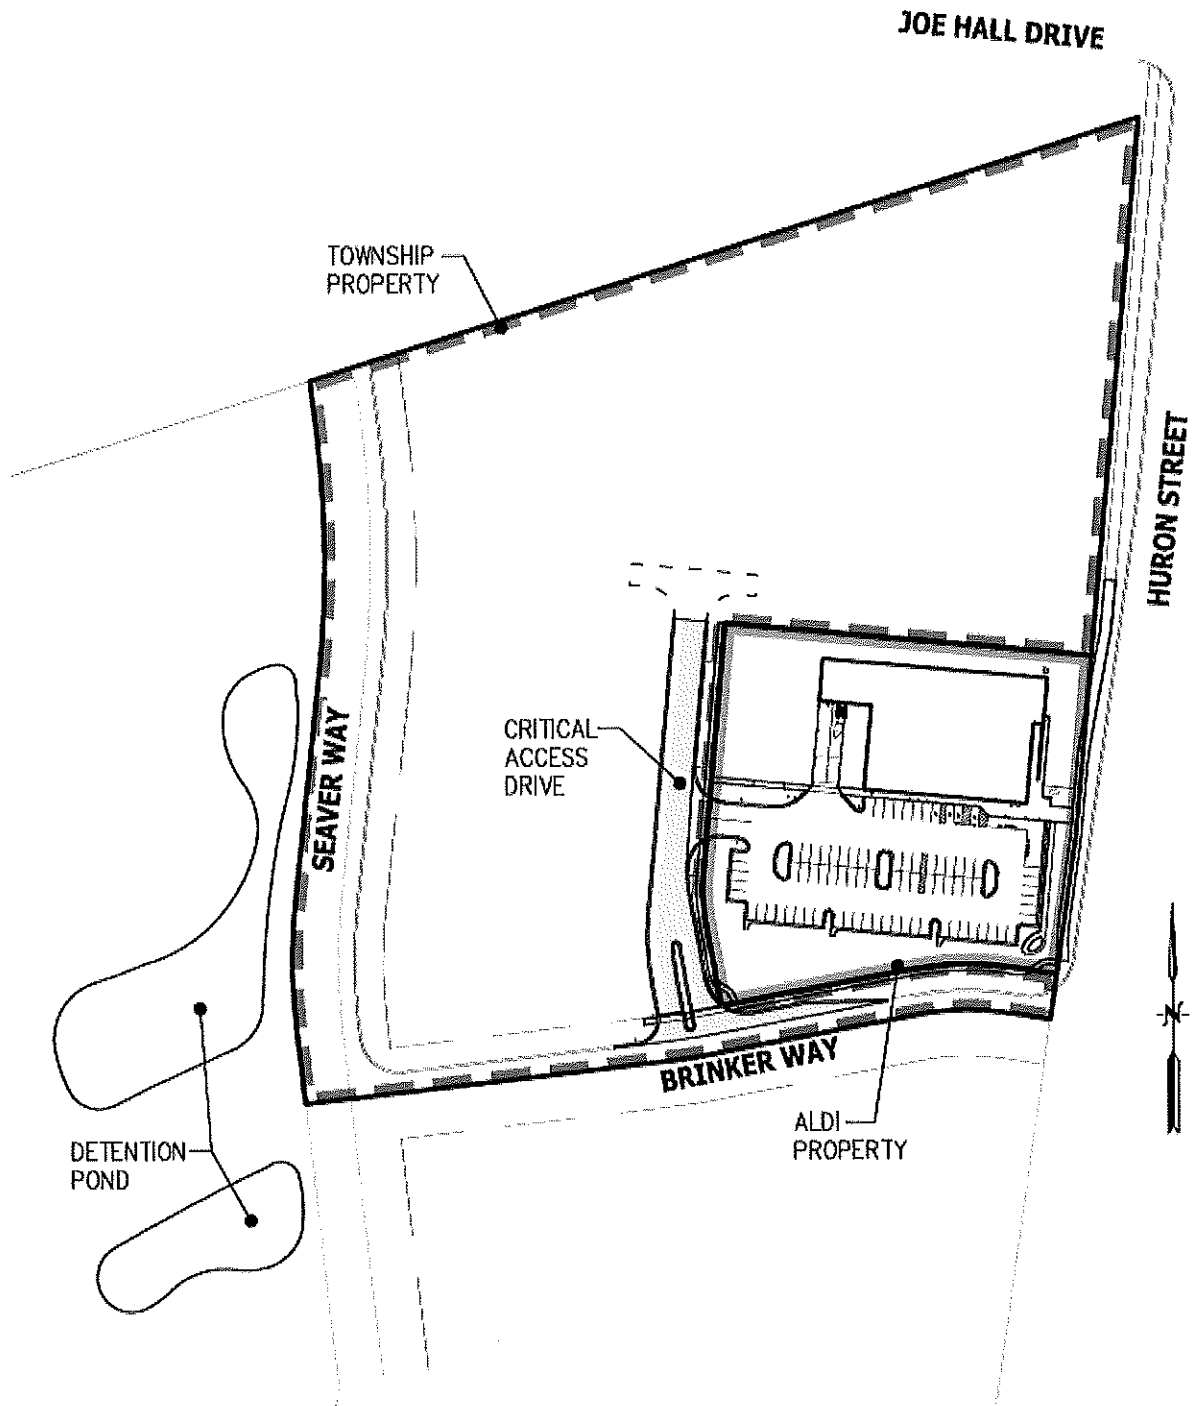 JOE HALL DRIVE
TOWNSHIP
PROPERTY
HURON STREET
CRITICAL
ACCESS
DRIVE
SEAVER WAY
N
BRINKER WAY
ALDI
PROPERTY
DETENTION
POND